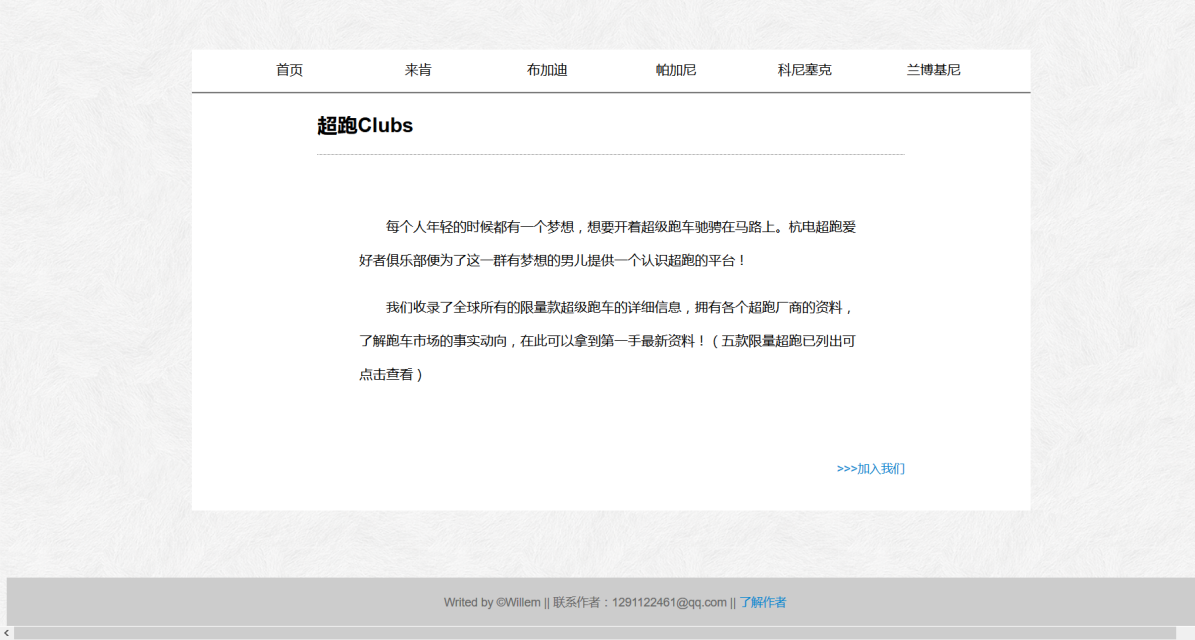 首页 来肯 布加迪 帕加尼 科尼塞克 兰博基尼
超跑Clubs
每个人年轻的时候都有一个梦想，想要开着超级跑车驰骋在马路上。杭电超跑爱
好者俱乐部便为了这一群有梦想的男儿提供一个认识超跑的平台！
我们收录了全球所有的限量款超级跑车的详细信息，拥有各个超跑厂商的资料，
了解跑车市场的事实动向，在此可以拿到第一手最新资料！（五款限量超跑已列出可
点击查看）
>>>加入我们
Writed by ©Willem || 联系作者：1291122461@qq.com || 了解作者